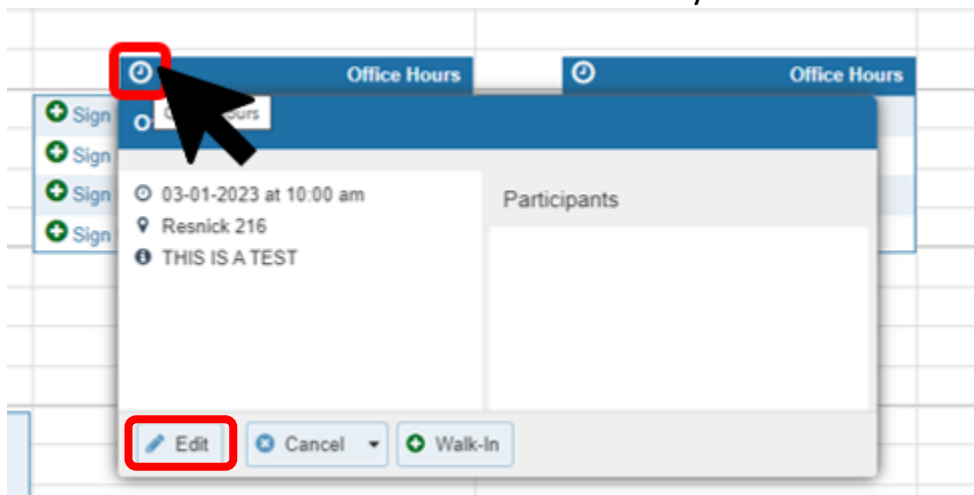 Office Hours
Office Hours
Sign
ours
Sign
Sign
03-01-2023 at 10:00 am
Participants
Sign
Resnick 216
THIS IS A TEST
Edit
Cancel
Walk-In